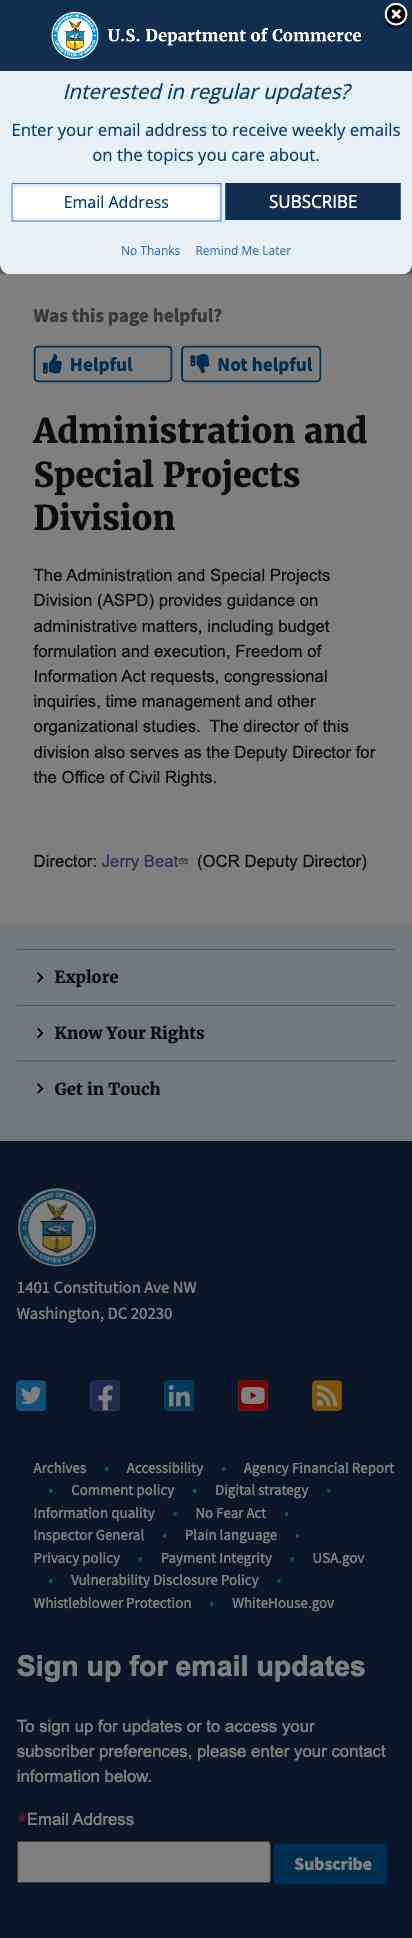 U.S. Department of Commerce
Interested in regular updates?
Enter your email address to receive weekly emails
on the topics you care about.
Email Address
SUBSCRIBE
No Thanks
Remind Me Later
Was this page helpful?
Helpful
Not helpful
Administration and
Special Projects
Division
The Administration and Special Projects
Division (ASPD) provides guidance on
administrative matters, including budget
formulation and execution, Freedom of
Information Act requests, congressional
inquiries, time management and other
organizational studies.  The director of this
division also serves as the Deputy Director for
the Office of Civil Rights.
Director: Jerry Beat (OCR Deputy Director)
Explore
Know Your Rights
Get in Touch
1401 Constitution Ave NW
Washington, DC 20230
Archives • Accessibility • Agency Financial Report
• Comment policy • Digital strategy •
Information quality • No Fear Act •
Inspector General • Plain language •
Privacy policy • Payment Integrity • USA.gov
• Vulnerability Disclosure Policy •
Whistleblower Protection • WhiteHouse.gov
Sign up for email updates
To sign up for updates or to access your
subscriber preferences, please enter your contact
information below.
*Email Address
Subscribe